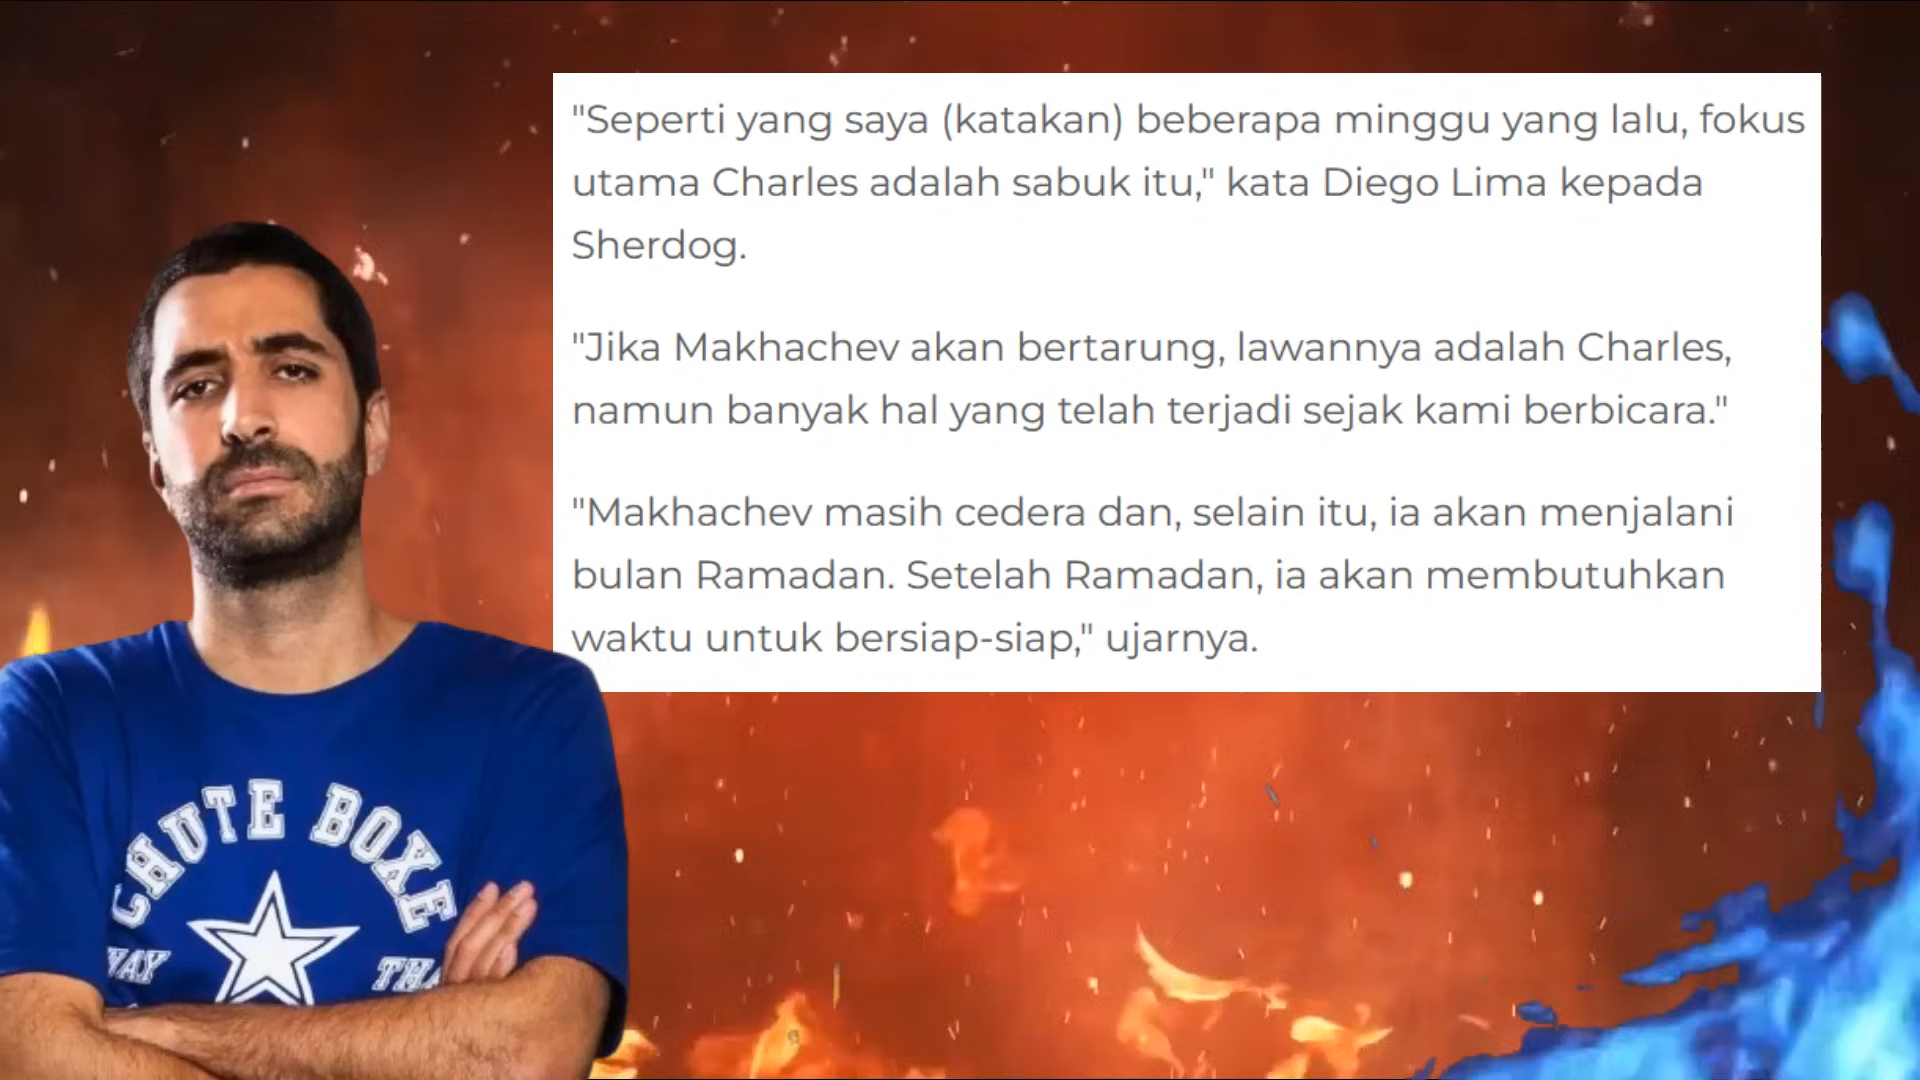 "Seperti yang saya (katakan) beberapa minggu yang lalu, fokus
utama Charles adalah sabuk itu," kata Diego Lima kepada
Sherdog.
"Jika Makhachev akan bertarung, lawannya adalah Charles,
namun banyak hal yang telah terjadi sejak kami berbicara."
"Makhachev masih cedera dan, selain itu, ia akan menjalani
bulan Ramadan. Setelah Ramadan, ia akan membutuhkan
waktu untuk bersiap-siap," ujarnya.
CHUTE BOXE